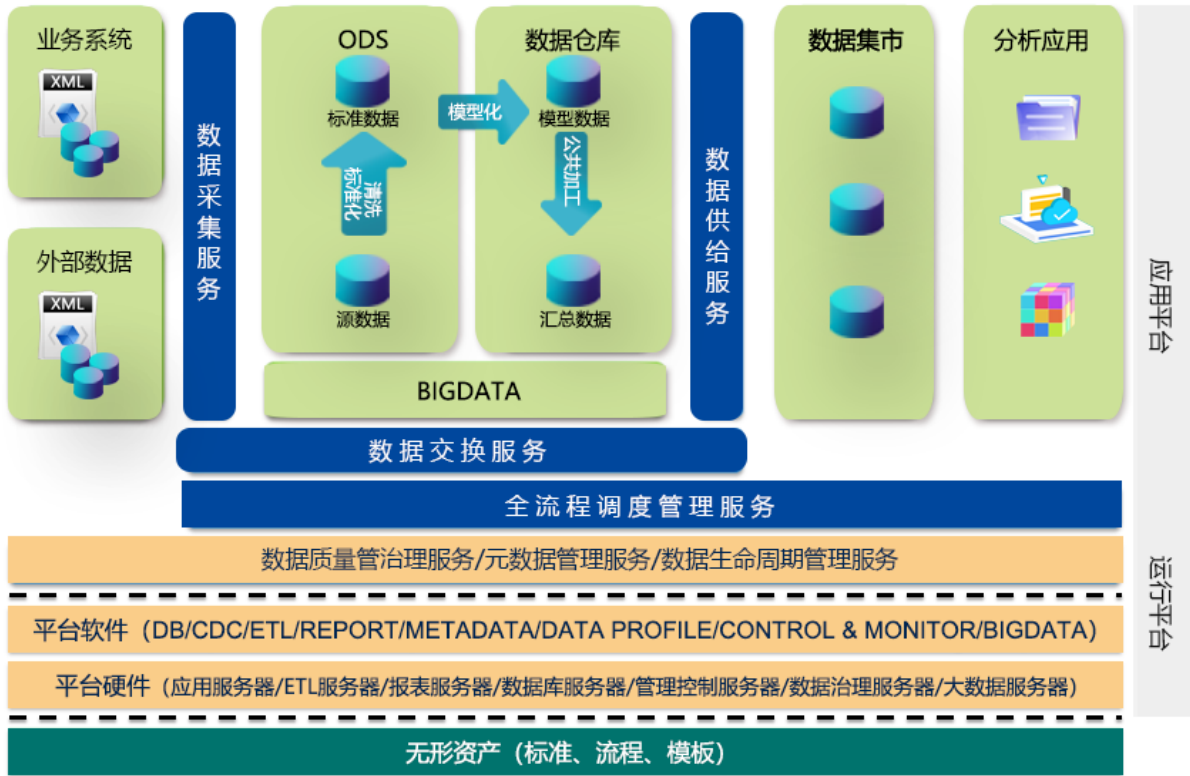 业务系统
XML
外部数据
XML
数据采集服务
ODS
标准数据
清洗
标准化
源数据
模型化
数据仓库
模型数据
公共加工
汇总数据
BIGDATA
数据供给服务
数据集市
分析应用
数据交换服务
全流程调度管理服务
数据质量管治理服务/元数据管理服务/数据生命周期管理服务
平台软件（DB/CDC/ETL/REPORT/METADATA/DATA PROFILE/CONTROL & MONITOR/BIGDATA）
平台硬件（应用服务器/ETL服务器/报表服务器/数据库服务器/管理控制服务器/数据治理服务器/大数据服务器）
无形资产（标准、流程、模板）
应用平台
运行平台